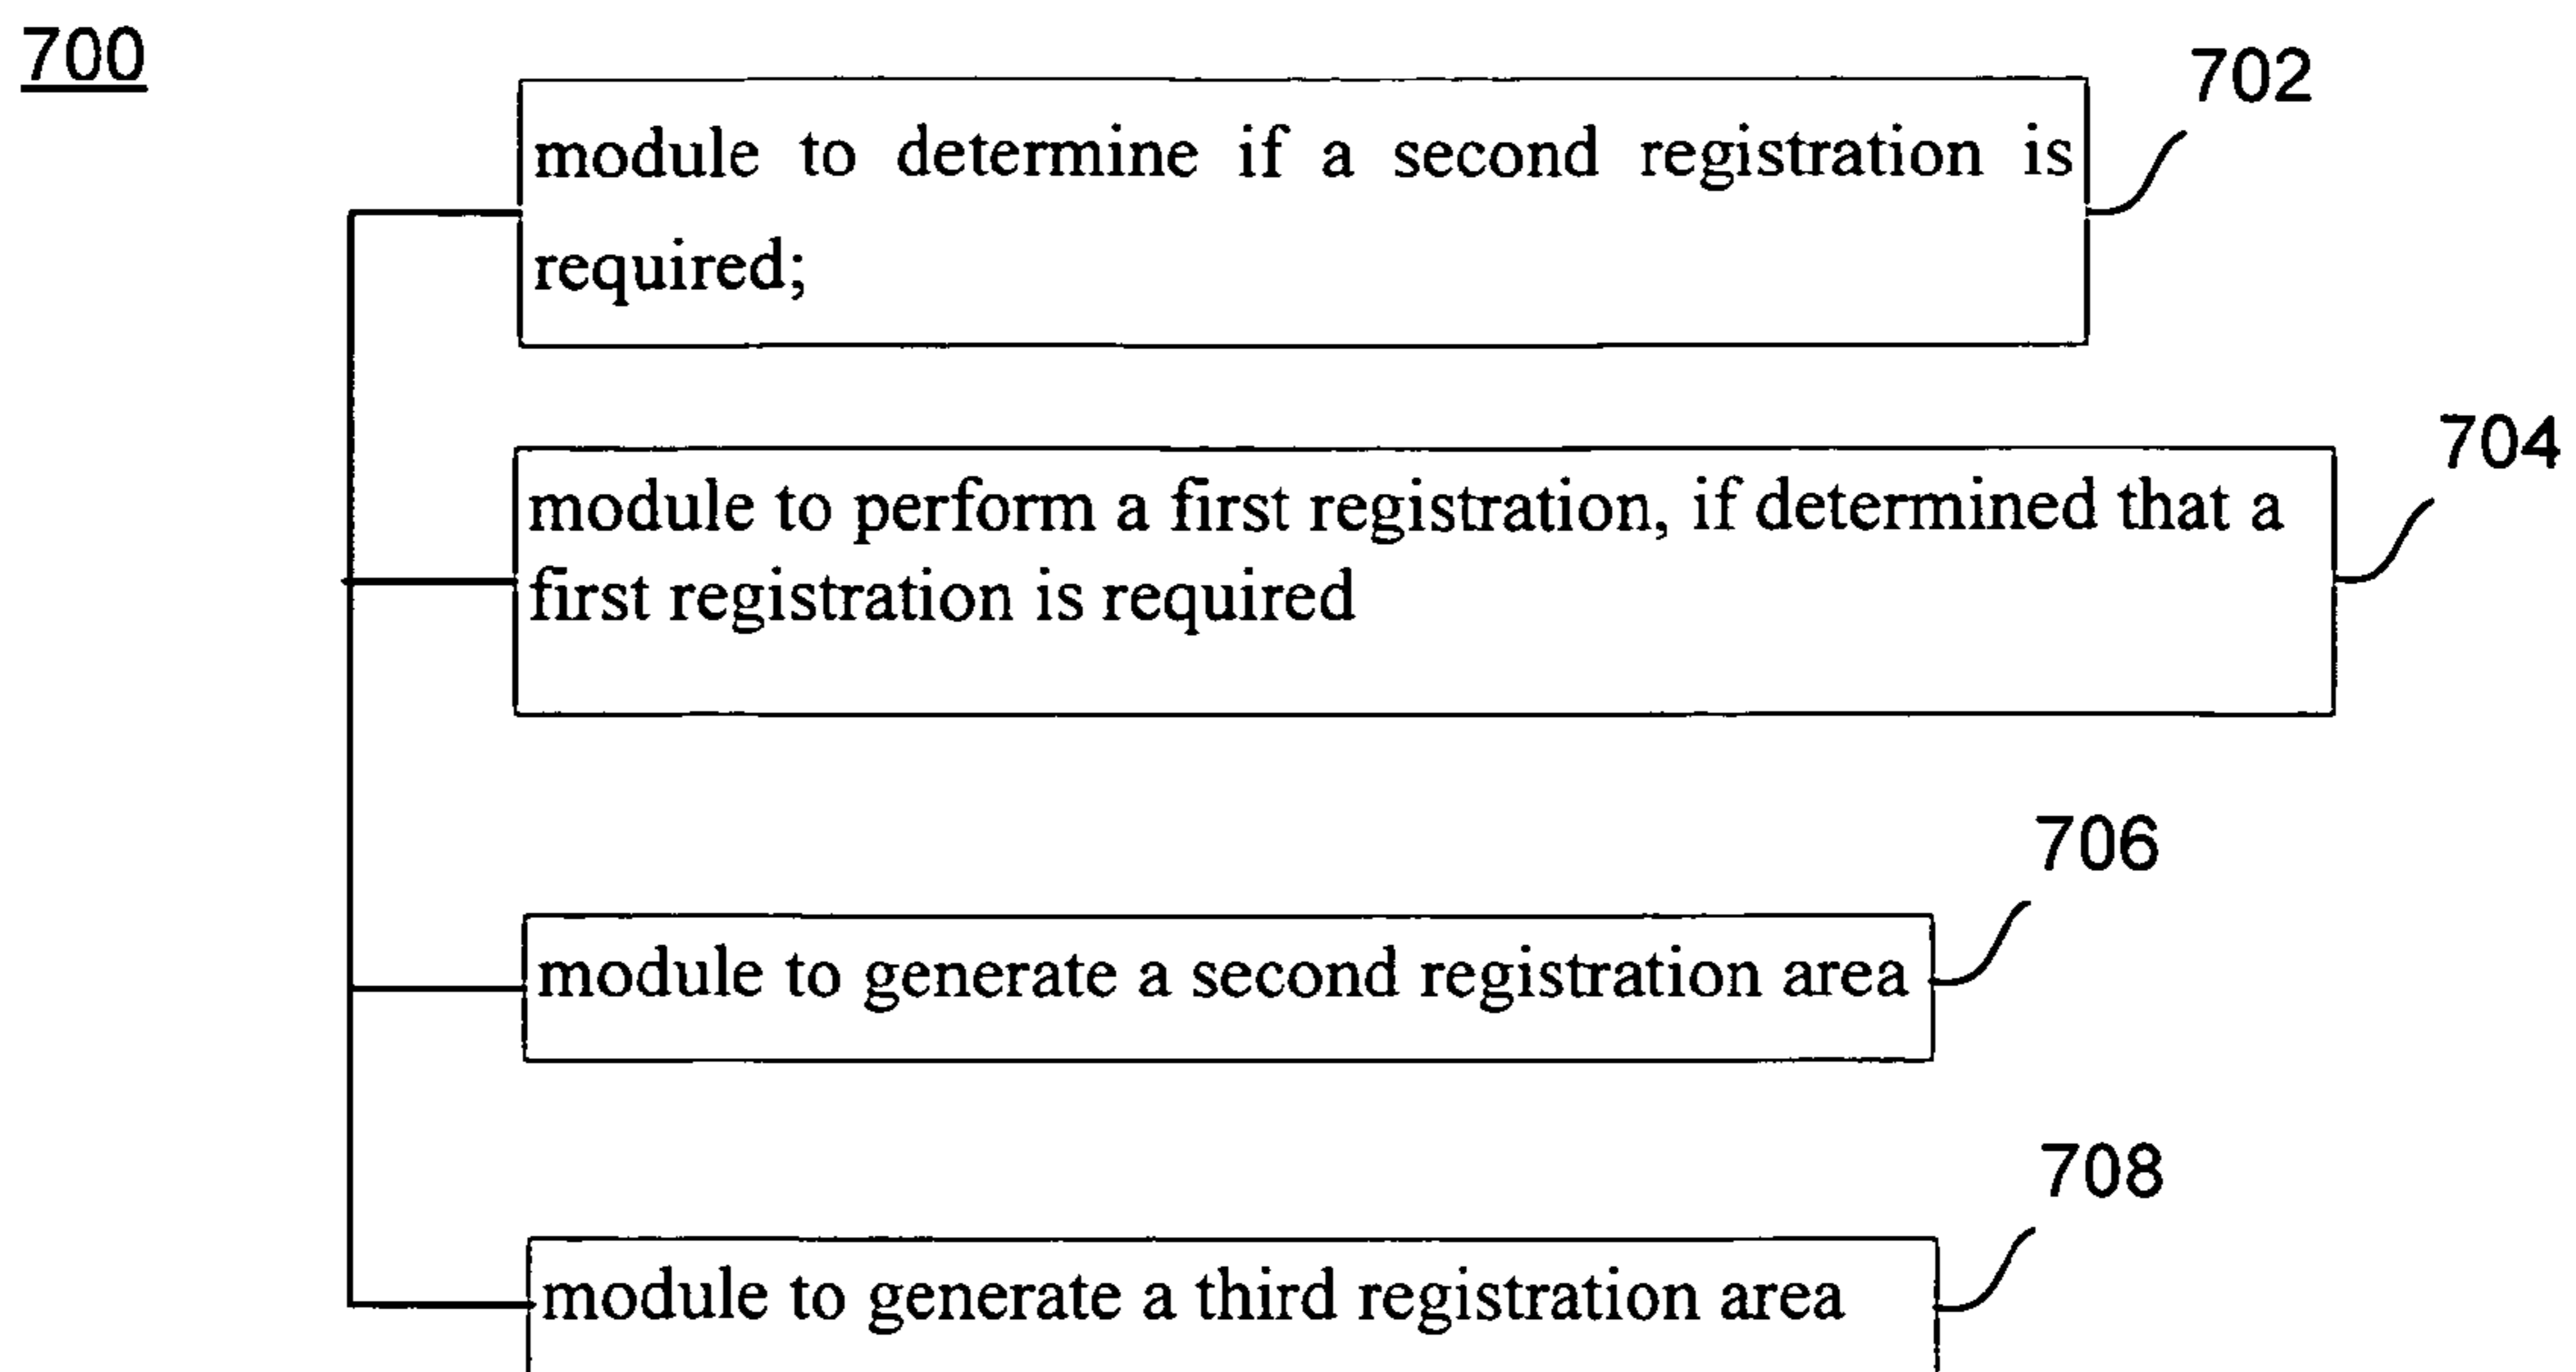 700
702
module to determine if a second registration is
required;
704
module to perform a first registration, if determined that a
first registration is required
706
module to generate a second registration area
708
module to generate a third registration area